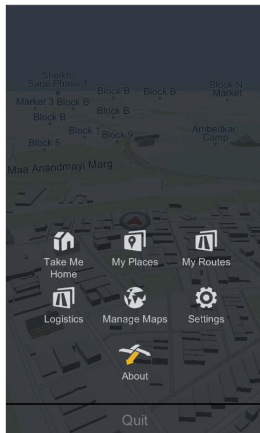 Sheikh
Sarai Phase 1
Block N
Market
Block B
Block B
Market 3
Block B
Block B
Block B
Block 1
Block 9
Ambedkar
Camp
Block 5
Maa Anandmayi Marg
Take Me
Home
My Places
My Routes
Logistics
Manage Maps
Settings
About
Quit